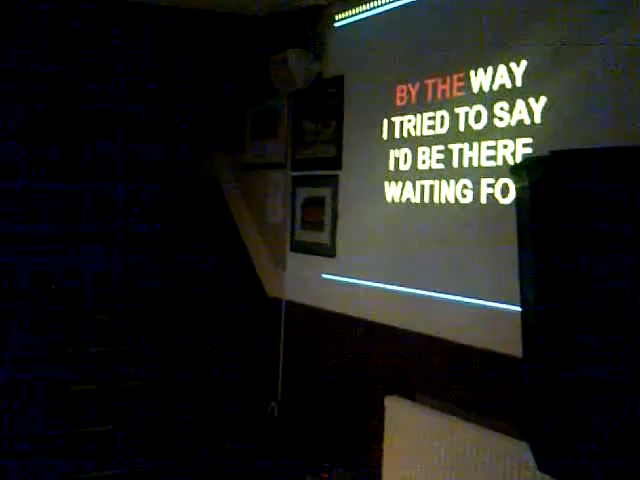 BY THE WAY
I TRIED TO SAY
I'D BE THERE
WAITING FO